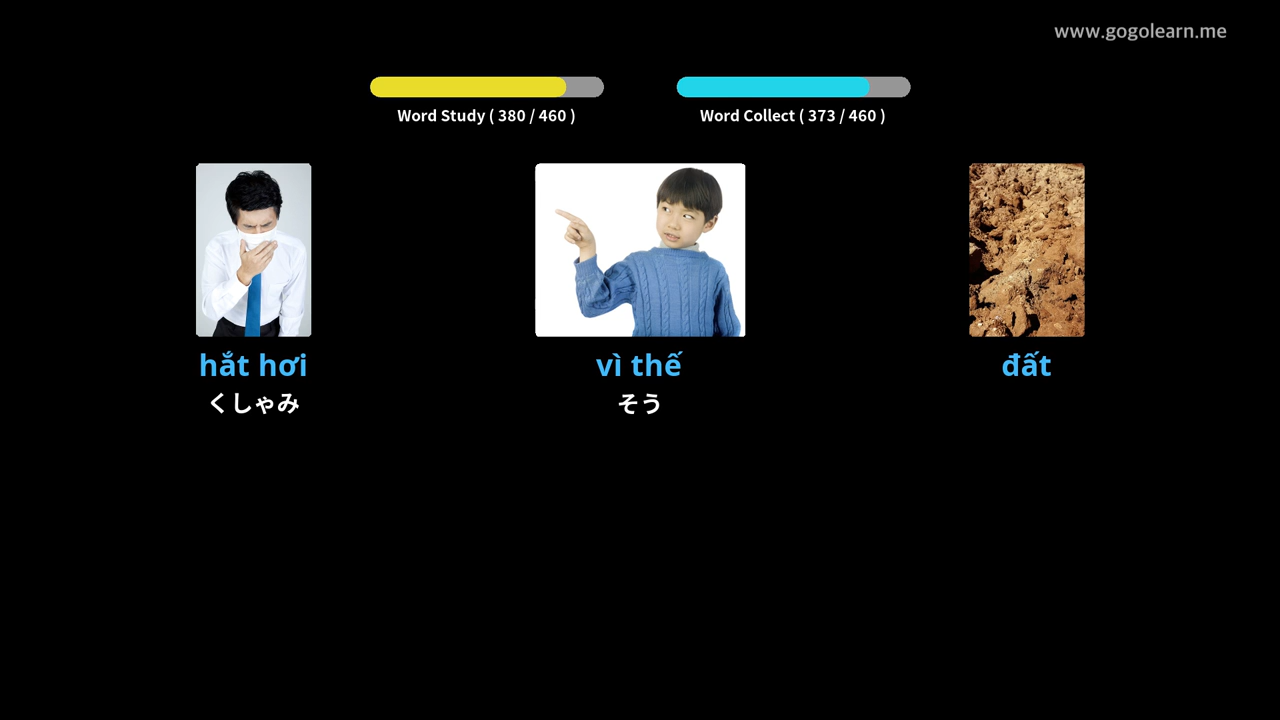 www.gogolearn.me
Word Study ( 380 / 460 )
Word Collect ( 373 / 460 )
hắt hơi
くしゃみ
vì thế
そう
đất